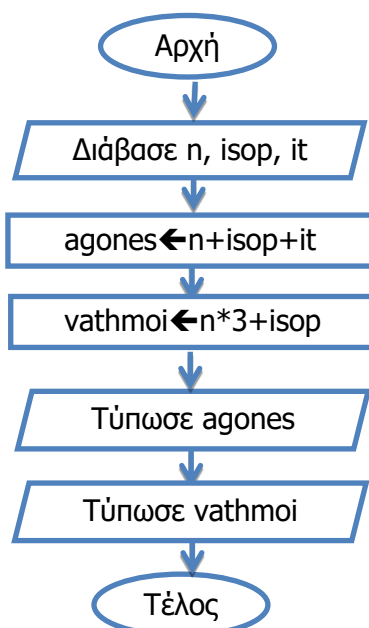 Αρχή
Διάβασε n, isop, it
agones🡸n+isop+it
vathmoi🡸n*3+isop
Τύπωσε agones
Τύπωσε vathmoi
Τέλος